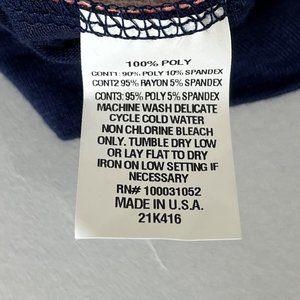 100% POLY
CONT1: 90% POLY 10% SPANDEX
CONT2 95% RAYON 5% SPANDEX
CONT3: 95% POLY 5% SPANDEX
MACHINE WASH DELICATE
CYCLE COLD WATER
NON CHLORINE BLEACH
ONLY. TUMBLE DRY LOW
OR LAY FLAT TO DRY
IRON ON LOW SETTING IF
NECESSARY
RN# 100031052
MADE IN U.S.A.
21K416